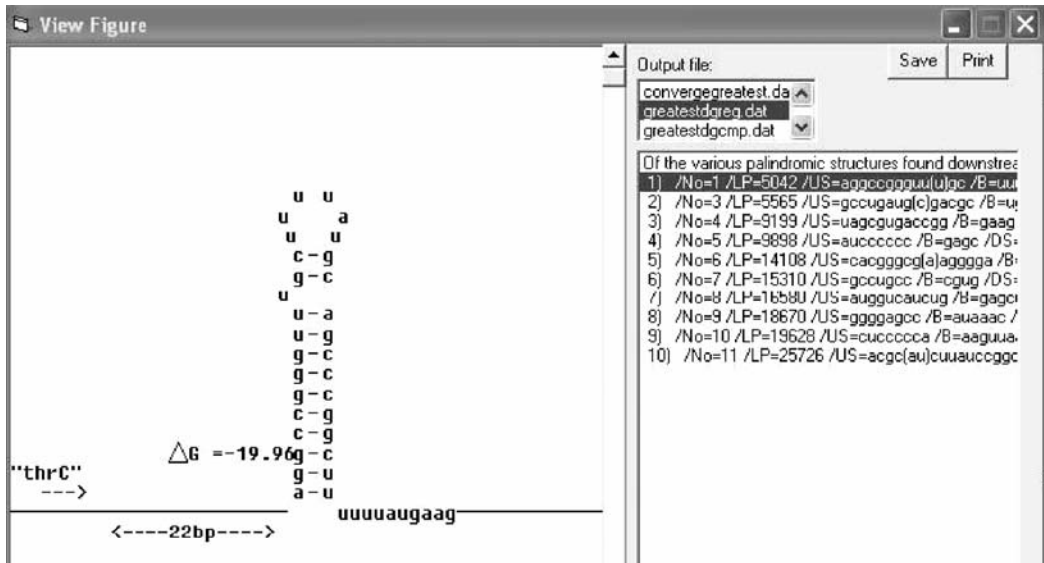 View Figure
Output file:
Save Print
convergegreatest.da
greatestdgreg.dat
greatestdgcmp.dat
Of the various palindromic structures found downstrea
1) /No=1 /LP=5042 /US=aggccggguu(u)gc /B=uu
2) /No=3 /LP=5565 /US=gccugaug(c)gacgc /B=u
3) /No=4 /LP=9199 /US=uagcgugaccgg /B=gaag
4) /No=5 /LP=9898 /US=aucccccc /B=gagc /DS=
5) /No=6 /LP=14108 /US=cacgggcg(a)agggga /B=
6) /No=7 /LP=15310 /US=gccugcc /B=cgug /DS=
7) /No=8 /LP=16580 /US=auggucaucug /B=gagc
8) /No=9 /LP=18670 /US=ggggagcc /B=auaaac /
9) /No=10 /LP=19628 /US=cuccccca /B=aaguua
10) /No=11 /LP=25726 /US=acgc(au)cuuauccggc
u u
u a
u u
c-g
g-c
u
u-a
u-g
g-c
g-c
g-c
c-g
c-g
△G =-19.96g-c
g-u
a-u
"thrC"
--->
uuuuaugaag
<----22bp---->